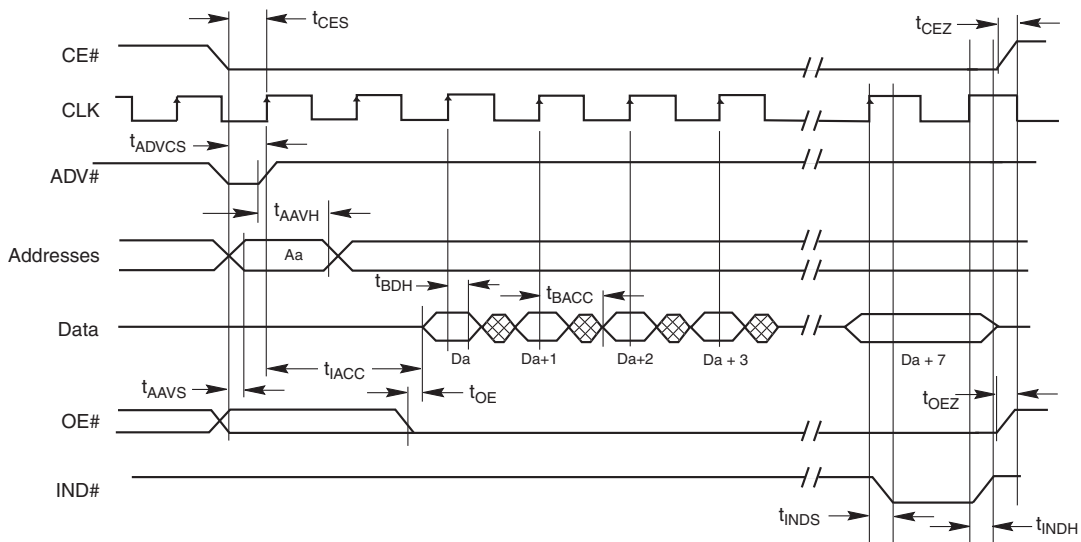 tCES
tCEZ
CE#
CLK
tADVCS
ADV#
tAAVH
Addresses
Aa
tBDH
tBACC
Data
Da
Da+1
Da+2
Da + 3
Da + 7
tIACC
tAAVS
tOE
tOEZ
OE#
IND#
tINDS
tINDH